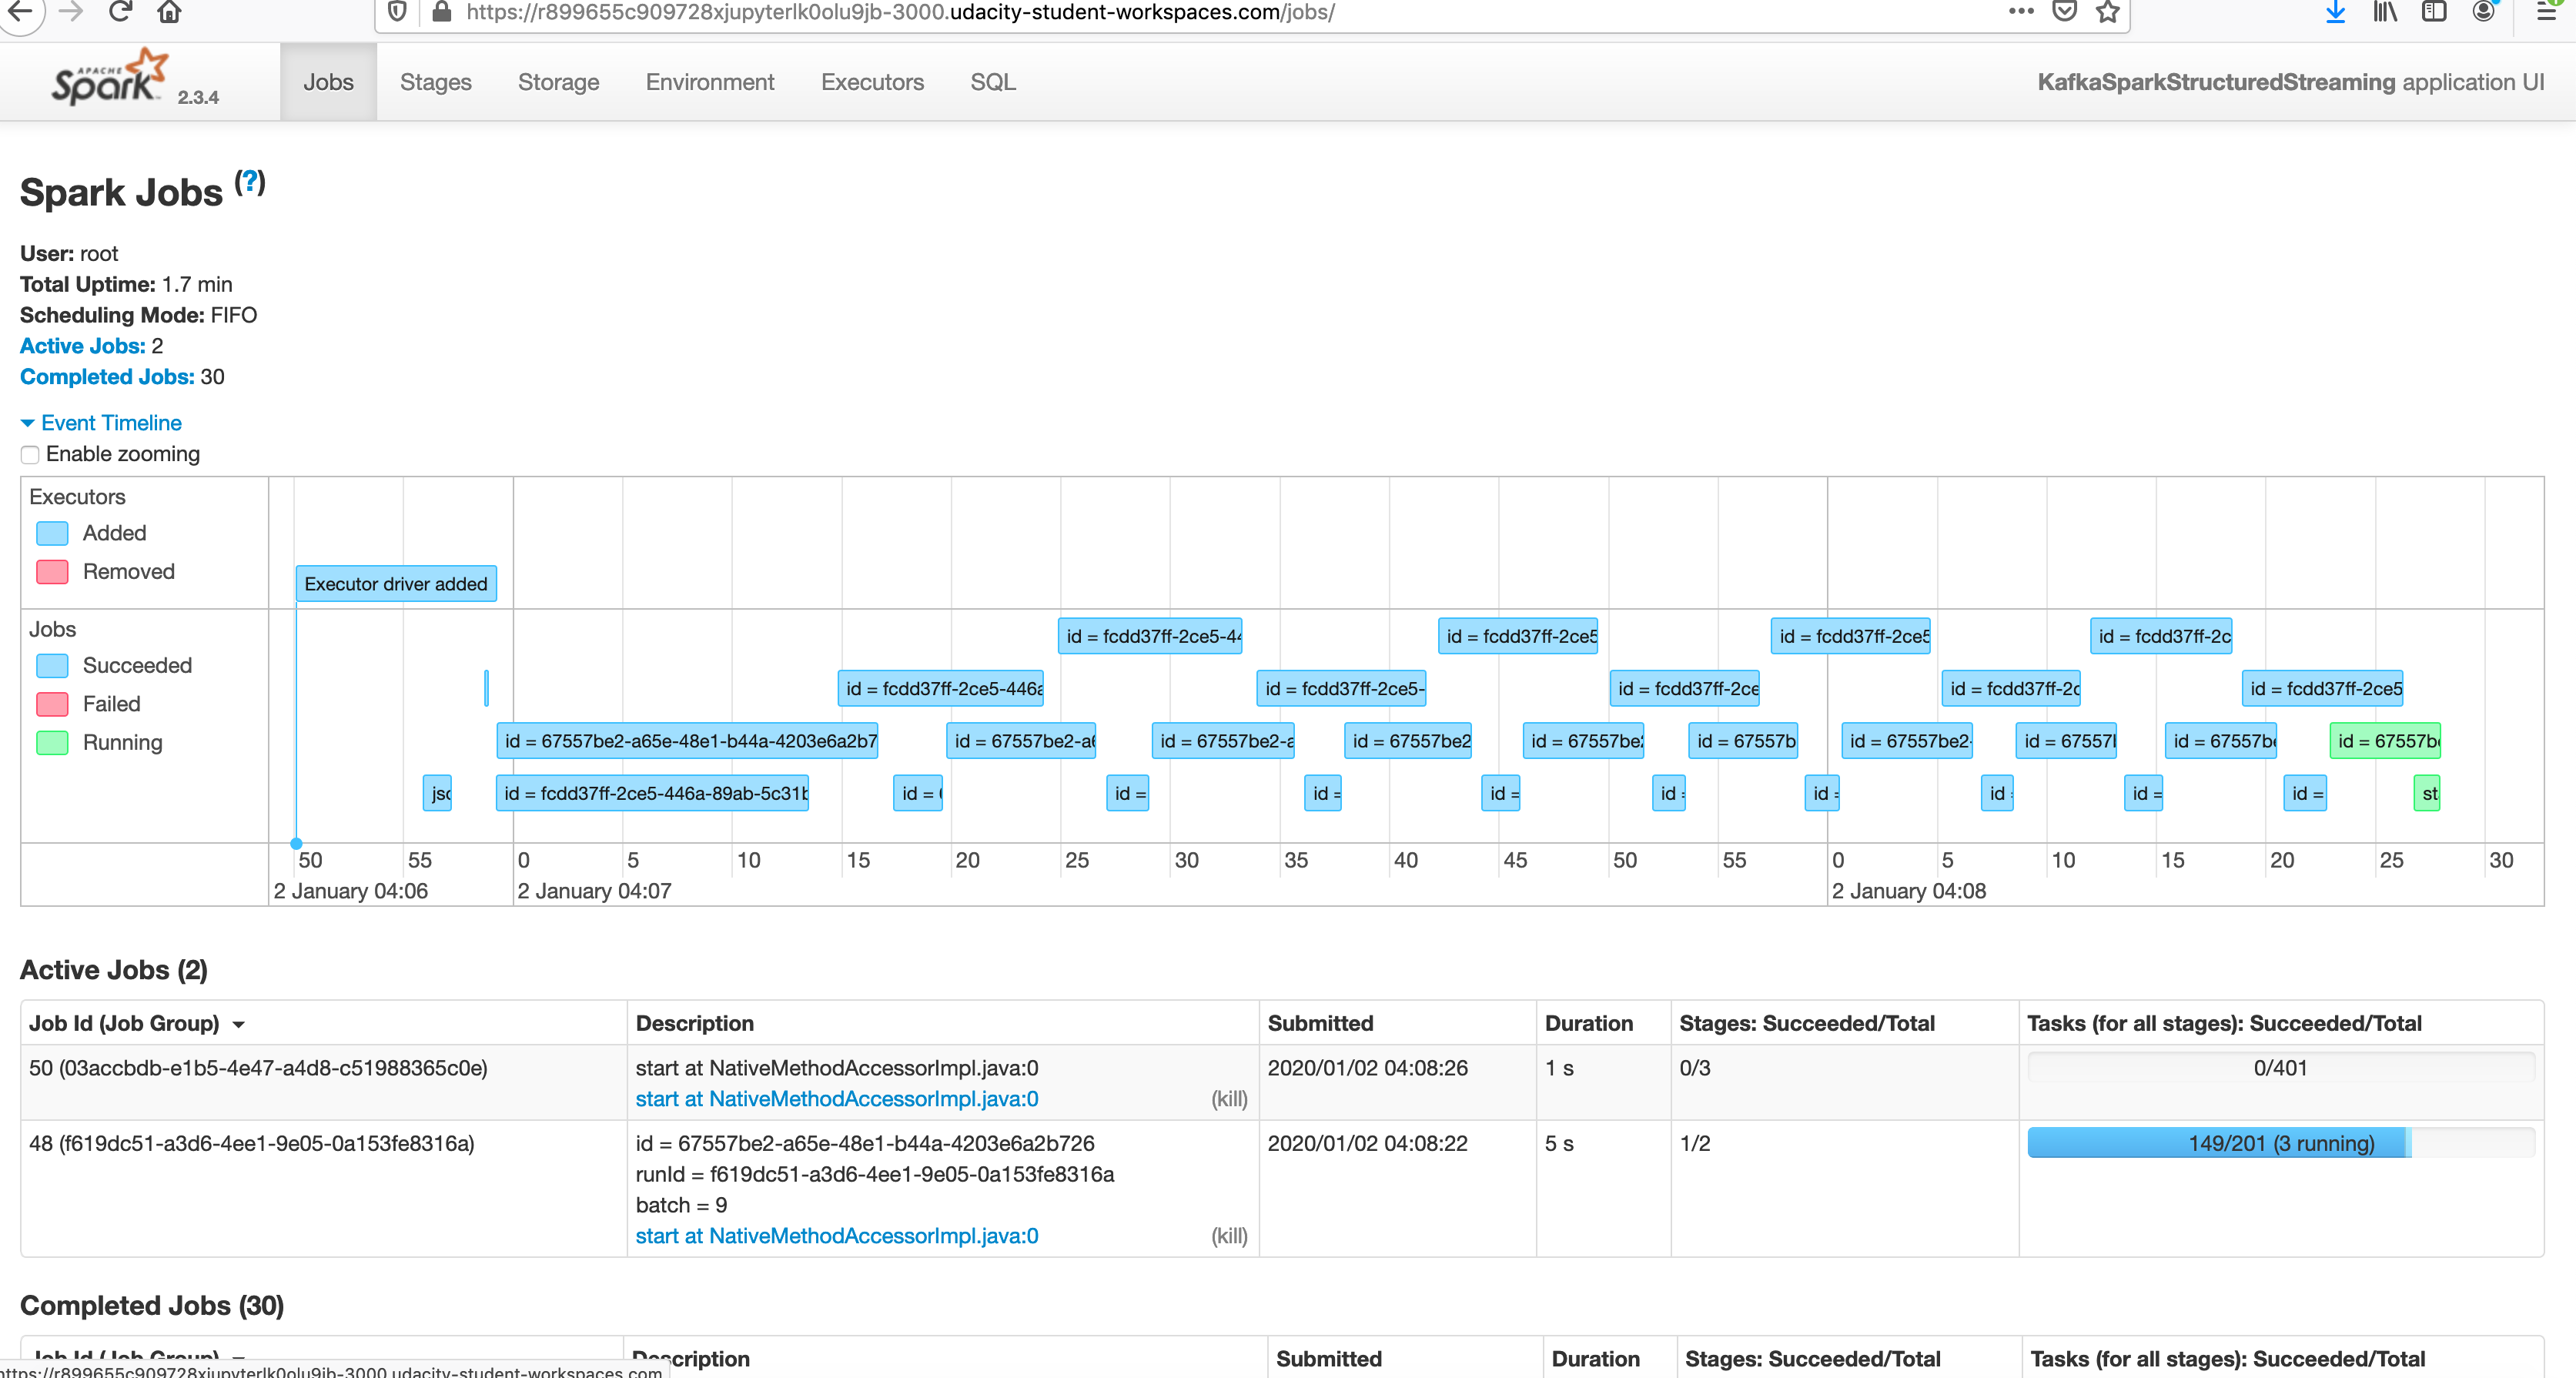 https://r899655c909728xjupyterlk0olu9jb-3000.udacity-student-workspaces.com/jobs/
APACHE Spark 2.3.4 Jobs Stages Storage Environment Executors SQL KafkaSparkStructuredStreaming application UI
Spark Jobs (?)
User: root
Total Uptime: 1.7 min
Scheduling Mode: FIFO
Active Jobs: 2
Completed Jobs: 30
Event Timeline
Enable zooming
Executors
Added
Removed
Executor driver added
Jobs
Succeeded
Failed
Running
id = fcdd37ff-2ce5-44 id = fcdd37ff-2ce5 id = fcdd37ff-2ce5 id = fcdd37ff-2c
id = fcdd37ff-2ce5-446a id = fcdd37ff-2ce5- id = fcdd37ff-2ce id = fcdd37ff-2c id = fcdd37ff-2ce5
id = 67557be2-a65e-48e1-b44a-4203e6a2b7 id = 67557be2-a6 id = 67557be2-a id = 67557be2 id = 67557be2 id = 67557b id = 67557be2- id = 67557 id = 67557be id = 67557be
jsc id = fcdd37ff-2ce5-446a-89ab-5c31b id = id = id = id = id = id = id id = id = st
50 55 0 5 10 15 20 25 30 35 40 45 50 55 0 5 10 15 20 25 30
2 January 04:06 2 January 04:07 2 January 04:08
Active Jobs (2)
Job Id (Job Group) Description Submitted Duration Stages: Succeeded/Total Tasks (for all stages): Succeeded/Total
50 (03accbdb-e1b5-4e47-a4d8-c51988365c0e) start at NativeMethodAccessorImpl.java:0 2020/01/02 04:08:26 1 s 0/3 0/401
start at NativeMethodAccessorImpl.java:0 (kill)
48 (f619dc51-a3d6-4ee1-9e05-0a153fe8316a) id = 67557be2-a65e-48e1-b44a-4203e6a2b726 2020/01/02 04:08:22 5 s 1/2 149/201 (3 running)
runId = f619dc51-a3d6-4ee1-9e05-0a153fe8316a
batch = 9
start at NativeMethodAccessorImpl.java:0 (kill)
Completed Jobs (30)
Job Id (Job Group) Description Submitted Duration Stages: Succeeded/Total Tasks (for all stages): Succeeded/Total
https://r899655c909728xjupyterlk0olu9jb-3000.udacity-student-workspaces.com